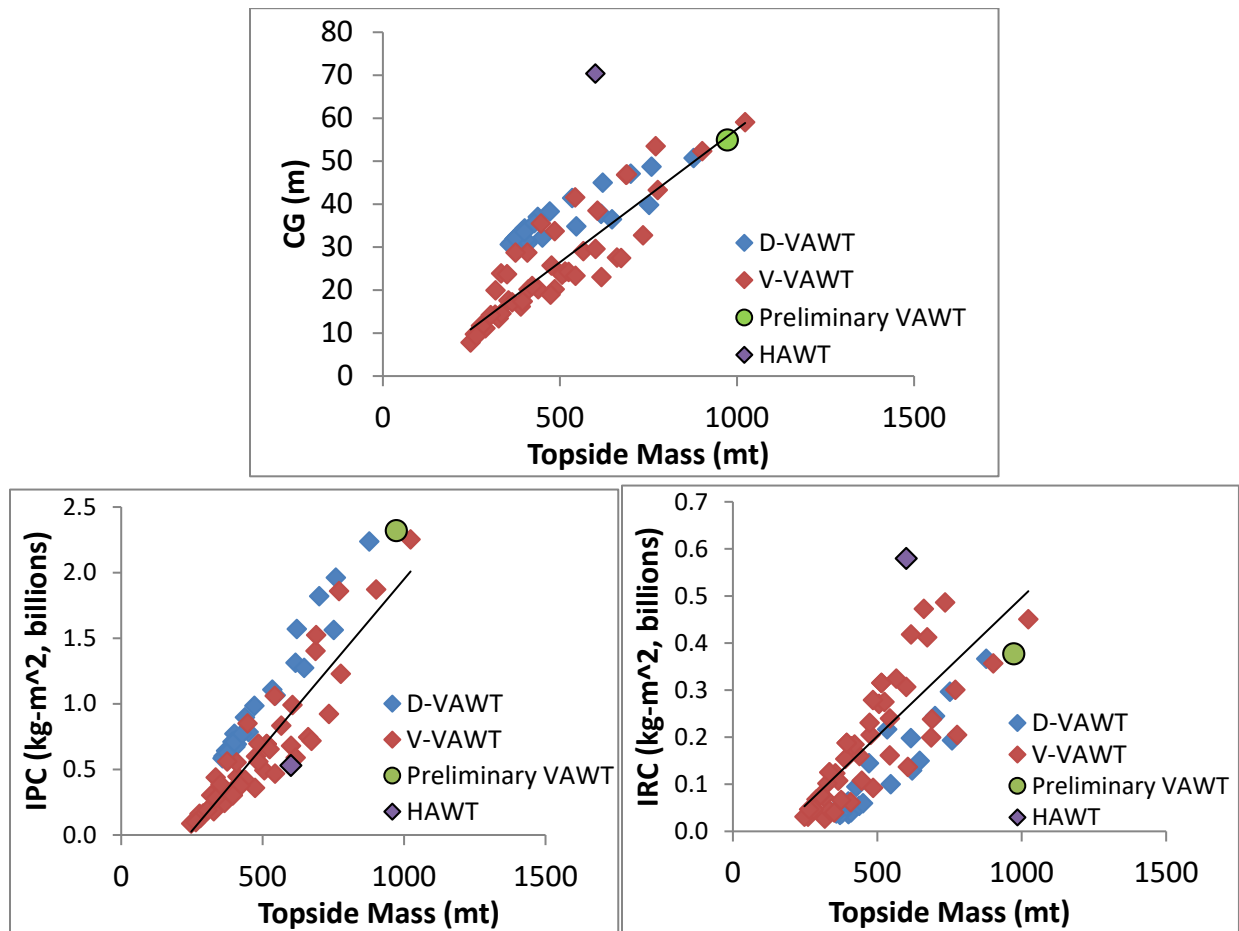 80
70
60
50
40
30
20
10
0
CG (m)
D-VAWT
V-VAWT
Preliminary VAWT
HAWT
0 500 1000 1500
Topside Mass (mt)
2.5
2.0
1.5
1.0
0.5
0.0
IPC (kg-m^2, billions)
D-VAWT
V-VAWT
Preliminary VAWT
HAWT
0 500 1000 1500
Topside Mass (mt)
0.7
0.6
0.5
0.4
0.3
0.2
0.1
0.0
IRC (kg-m^2, billions)
D-VAWT
V-VAWT
Preliminary VAWT
HAWT
0 500 1000 1500
Topside Mass (mt)